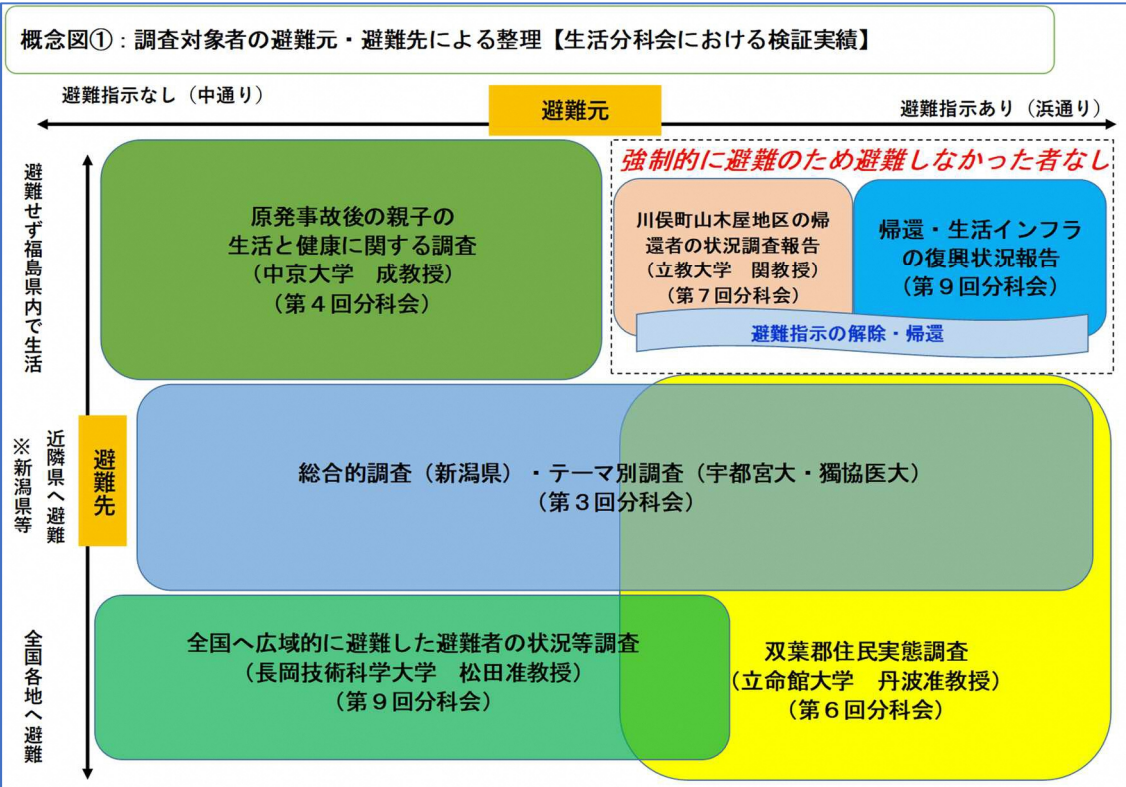 概念図①：調査対象者の避難元・避難先による整理【生活分科会における検証実績】
避難指示なし（中通り）
避難元
避難指示あり（浜通り）
避難せず福島県内で生活
原発事故後の親子の
生活と健康に関する調査
（中京大学　成教授）
（第４回分科会）
強制的に避難のため避難しなかった者なし
川俣町山木屋地区の帰
還者の状況調査報告
（立教大学　関教授）
（第７回分科会）
帰還・生活インフラ
の復興状況報告
（第９回分科会）
避難指示の解除・帰還
避難先
近隣県へ避難
※新潟県等
総合的調査（新潟県）・テーマ別調査（宇都宮大・獨協医大）
（第３回分科会）
全国各地へ避難
全国へ広域的に避難した避難者の状況等調査
（長岡技術科学大学　松田准教授）
（第９回分科会）
双葉郡住民実態調査
（立命館大学　丹波准教授）
（第６回分科会）